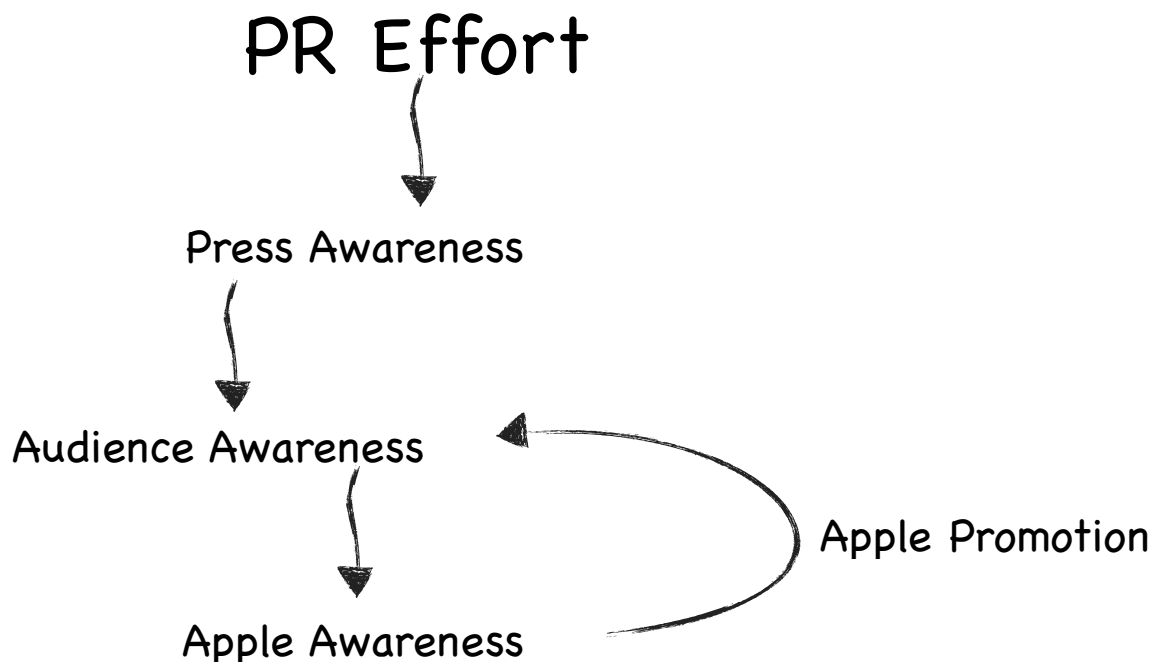 PR Effort
Press Awareness
Audience Awareness
Apple Promotion
Apple Awareness